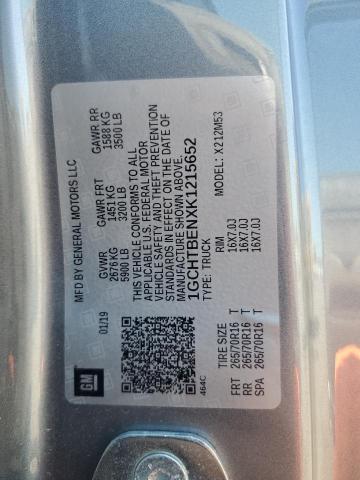 MFD BY GENERAL MOTORS LLC
01/19
GVWR
2676 KG
5900 LB
GAWR FRT
1451 KG
3200 LB
GAWR RR
1588 KG
3500 LB
THIS VEHICLE CONFORMS TO ALL
APPLICABLE U.S. FEDERAL MOTOR
VEHICLE SAFETY AND THEFT PREVENTION
STANDARDS IN EFFECT ON THE DATE OF
MANUFACTURE SHOWN ABOVE.
1GCHTBENXK1215652
TYPE: TRUCK
MODEL: X212M53
GM
464C
TIRE SIZE
RIM
FRT 265/70R16 T 16X7.0J
RR 265/70R16 T 16X7.0J
SPA 265/70R16 T 16X7.0J